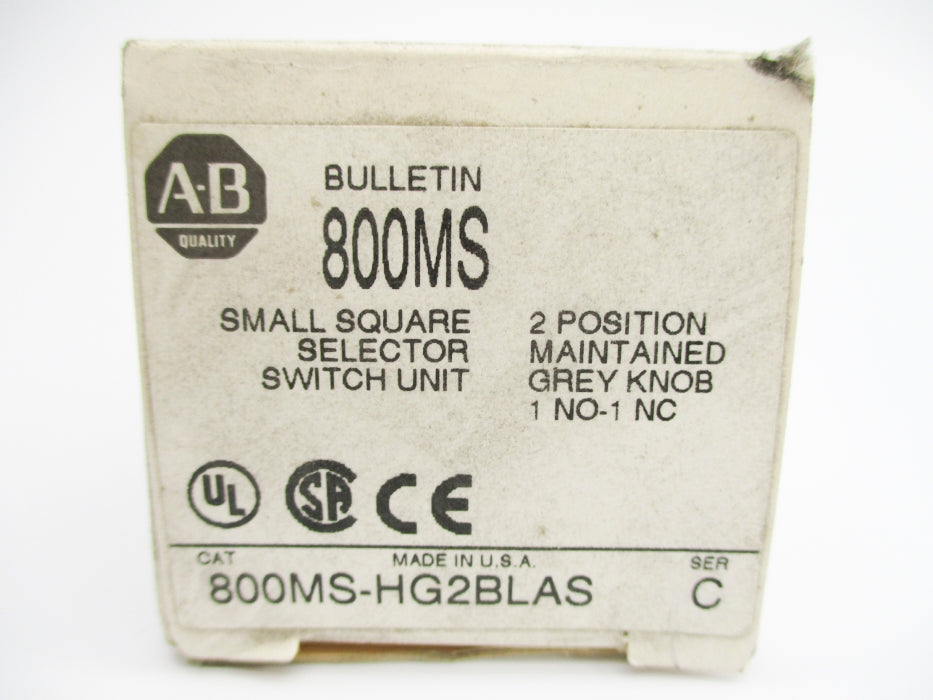 A-B
QUALITY
BULLETIN
800MS
SMALL SQUARE
SELECTOR
SWITCH UNIT
2 POSITION
MAINTAINED
GREY KNOB
1 NO-1 NC
UL
SA
CE
CAT
MADE IN U.S.A.
SER
800MS-HG2BLAS
C